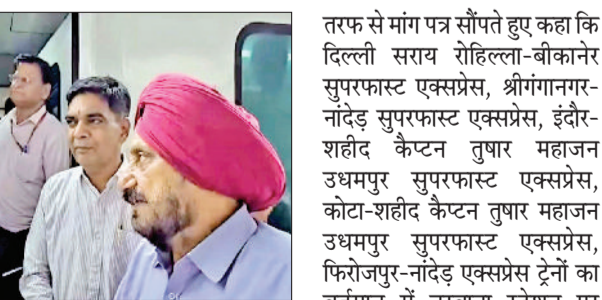 तरफ से मांग पत्र सौंपते हुए कहा कि
दिल्ली सराय रोहिल्ला-बीकानेर
सुपरफास्ट एक्सप्रेस, श्रीगंगानगर-
नांदेड़ सुपरफास्ट एक्सप्रेस, इंदौर-
शहीद कैप्टन तुषार महाजन
उधमपुर सुपरफास्ट एक्सप्रेस,
कोटा-शहीद कैप्टन तुषार महाजन
उधमपुर सुपरफास्ट एक्सप्रेस,
फिरोजपुर-नांदेड़ एक्सप्रेस ट्रेनों का